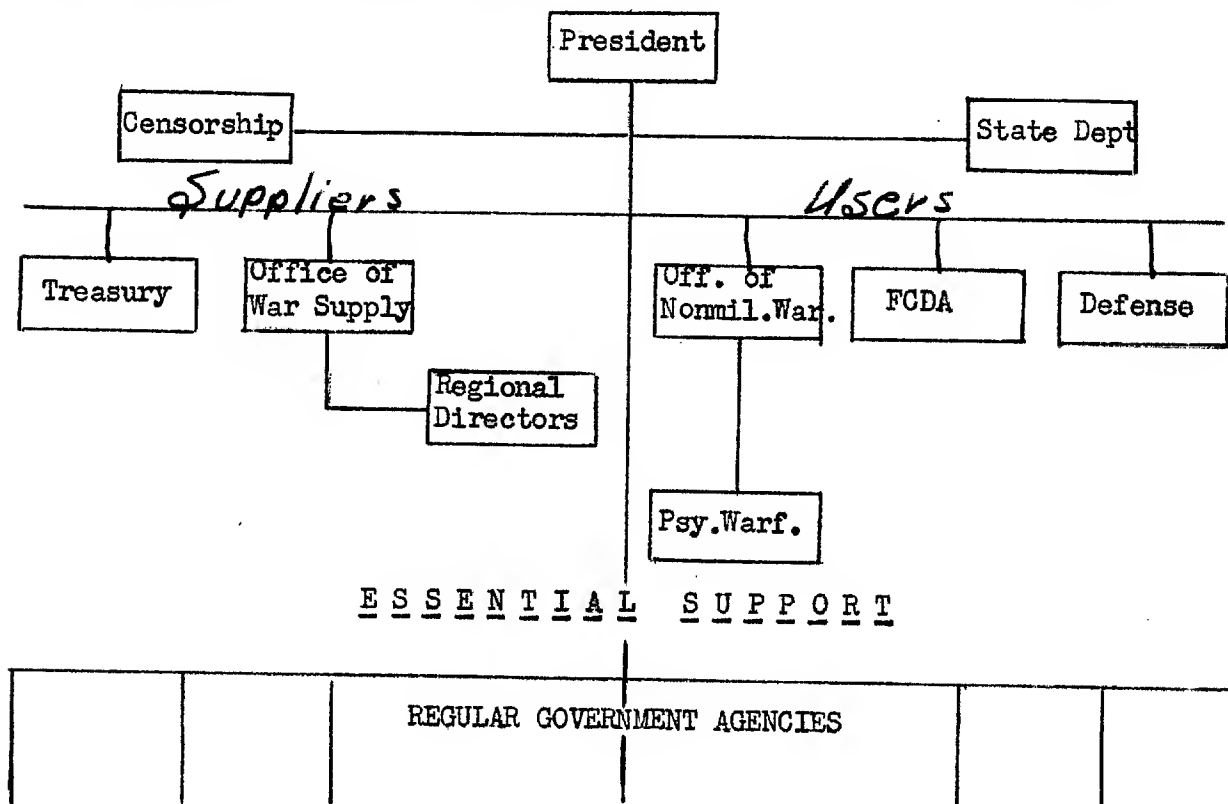 President
Censorship
State Dept
Suppliers
Users
Treasury
Office of
War Supply
Off. of
Nonmil.War.
FCDA
Defense
Regional
Directors
Psy.Warf.
ESSENTIAL SUPPORT
REGULAR GOVERNMENT AGENCIES